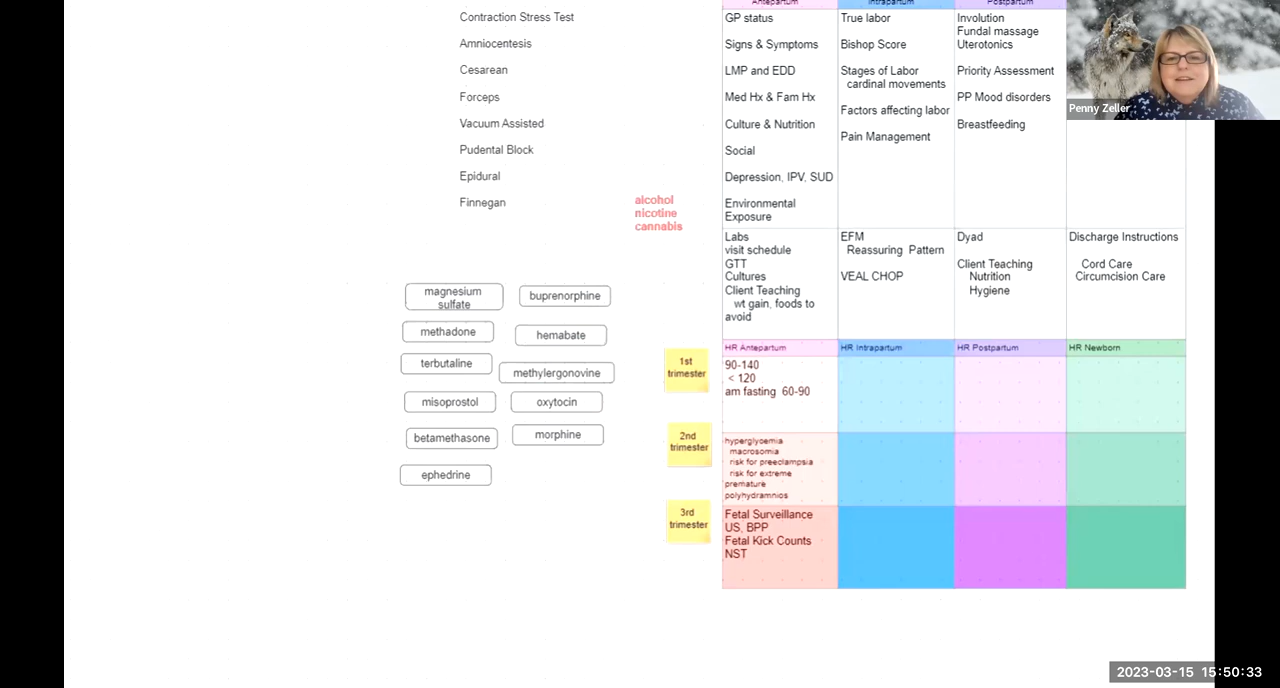 Contraction Stress Test
Amniocentesis
Cesarean
Forceps
Vacuum Assisted
Pudental Block
Epidural
Finnegan
alcohol
nicotine
cannabis
magnesium
sulfate
buprenorphine
methadone
hemabate
terbutaline
methylergonovine
misoprostol
oxytocin
betamethasone
morphine
ephedrine
1st
trimester
2nd
trimester
3rd
trimester
Antepartum
Intrapartum
Postpartum
GP status
Signs & Symptoms
LMP and EDD
Med Hx & Fam Hx
Culture & Nutrition
Social
Depression, IPV, SUD
Environmental
Exposure
True labor
Bishop Score
Stages of Labor
cardinal movements
Factors affecting labor
Pain Management
Involution
Fundal massage
Uterotonics
Priority Assessment
PP Mood disorders
Breastfeeding
Labs
visit schedule
GTT
Cultures
Client Teaching
wt gain, foods to
avoid
EFM
Reassuring Pattern
VEAL CHOP
Dyad
Client Teaching
Nutrition
Hygiene
Discharge Instructions
Cord Care
Circumcision Care
HR Antepartum
HR Intrapartum
HR Postpartum
HR Newborn
90-140
< 120
am fasting 60-90
hyperglycemia
macrosomia
risk for preeclampsia
risk for extreme
premature
polyhydramnios
Fetal Surveillance
US, BPP
Fetal Kick Counts
NST
Penny Zeller
2023-03-15 15:50:33